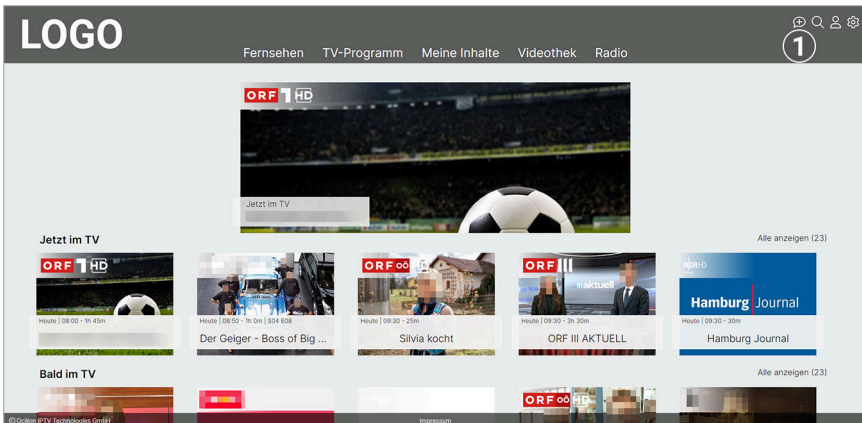 LOGO
Fernsehen TV-Programm Meine Inhalte Videothek Radio
1
ORF 1 HD
Jetzt im TV
Jetzt im TV
Alle anzeigen (23)
ORF 1 HD
ORF OÖ HD
ORF III
aktuell
NDR HD
Hamburg Journal
Heute | 08:00 - 1h 45m
Heute | 08:50 - 1h 0m | S04 E08
Heute | 09:30 - 25m
Heute | 09:30 - 3h 30m
Heute | 09:30 - 30m
Der Geiger - Boss of Big ...
Silvia kocht
ORF III AKTUELL
Hamburg Journal
Bald im TV
Alle anzeigen (23)
ORF OÖ HD
© Ocilion IPTV Technologies GmbH
Impressum